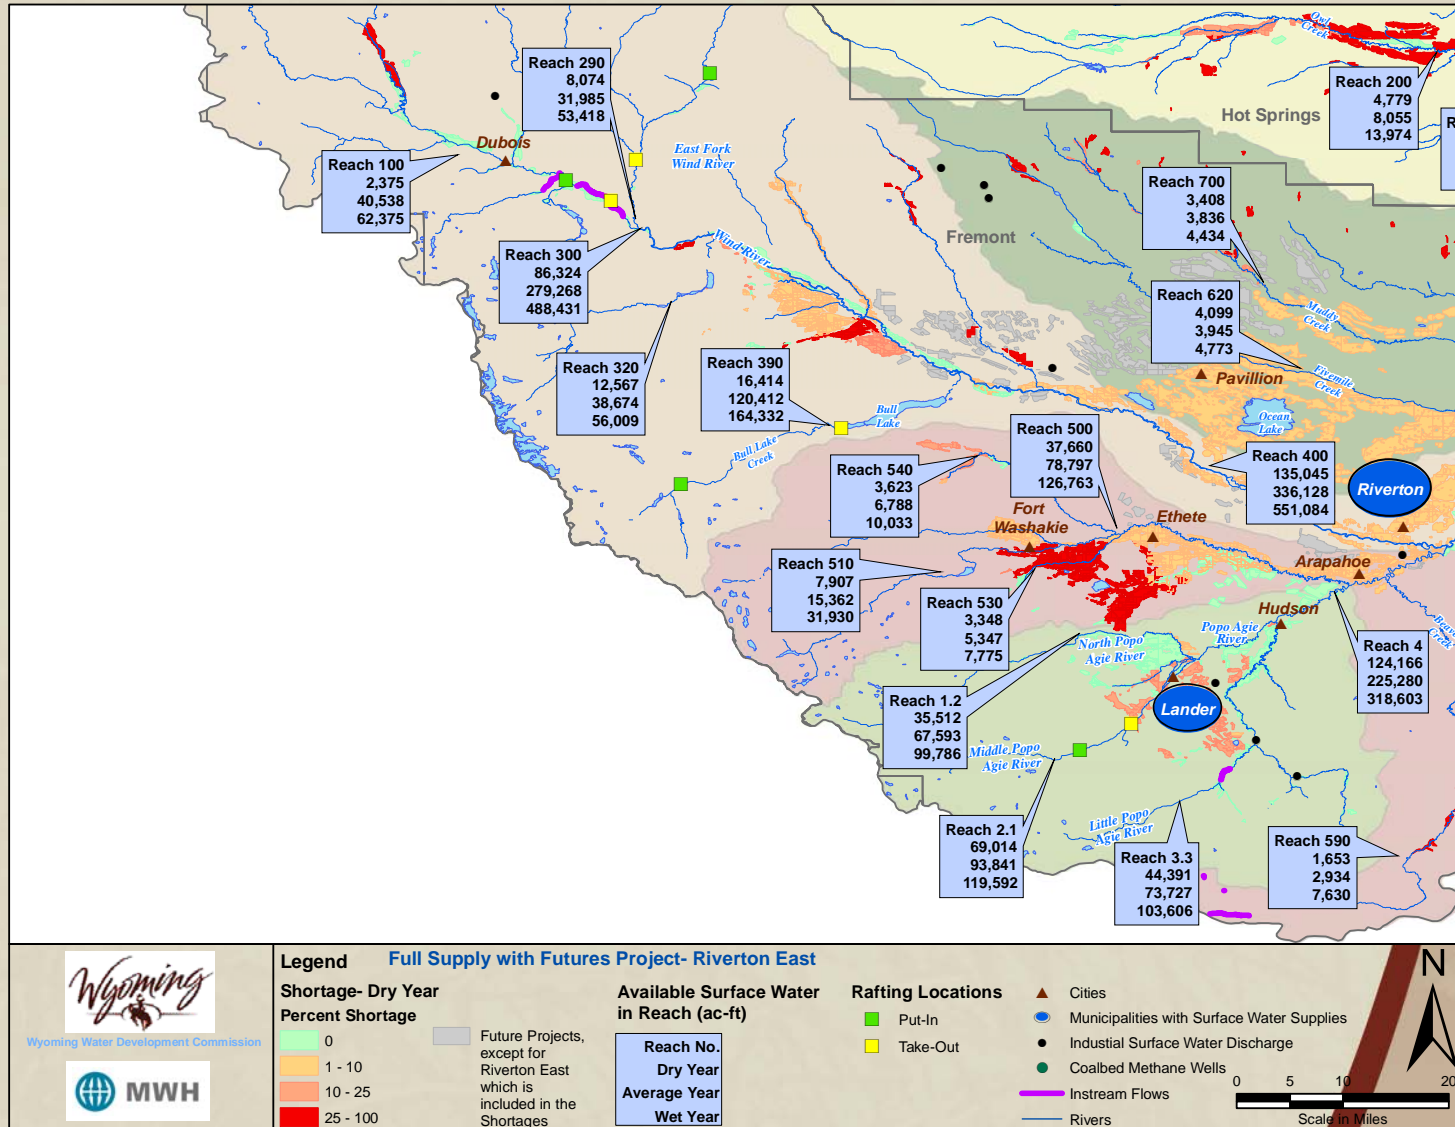 Reach 290
8,074
31,985
53,418
Owl
Creek
Reach 200
4,779
8,055
13,974
R
Hot Springs
Dubois
East Fork
Wind River
Reach 100
2,375
40,538
62,375
Reach 700
3,408
3,836
4,434
Fremont
Wind River
Reach 300
86,324
279,268
488,431
Reach 620
4,099
3,945
4,773
Muddy
Creek
Reach 320
12,567
38,674
56,009
Reach 390
16,414
120,412
164,332
Pavillion
Fivemile
Creek
Bull
Lake
Ocean
Lake
Bull Lake
Creek
Reach 500
37,660
78,797
126,763
Reach 400
135,045
336,128
551,084
Riverton
Reach 540
3,623
6,788
10,033
Fort
Washakie
Ethete
Arapahoe
Reach 510
7,907
15,362
31,930
Reach 530
3,348
5,347
7,775
Hudson
Popo Agie
River
North Popo
Agie River
Reach 4
124,166
225,280
318,603
Reach 1.2
35,512
67,593
99,786
Lander
Middle Popo
Agie River
Little Popo
Agie River
Reach 2.1
69,014
93,841
119,592
Reach 3.3
44,391
73,727
103,606
Reach 590
1,653
2,934
7,630
Wyoming
Wyoming Water Development Commission
MWH
Legend
Full Supply with Futures Project- Riverton East
Shortage- Dry Year
Percent Shortage
0
1 - 10
10 - 25
25 - 100
Future Projects,
except for
Riverton East
which is
included in the
Shortages
Available Surface Water
in Reach (ac-ft)
Reach No.
Dry Year
Average Year
Wet Year
Rafting Locations
Put-In
Take-Out
Cities
Municipalities with Surface Water Supplies
Industial Surface Water Discharge
Coalbed Methane Wells
Instream Flows
Rivers
N
0 5 10 20
Scale in Miles